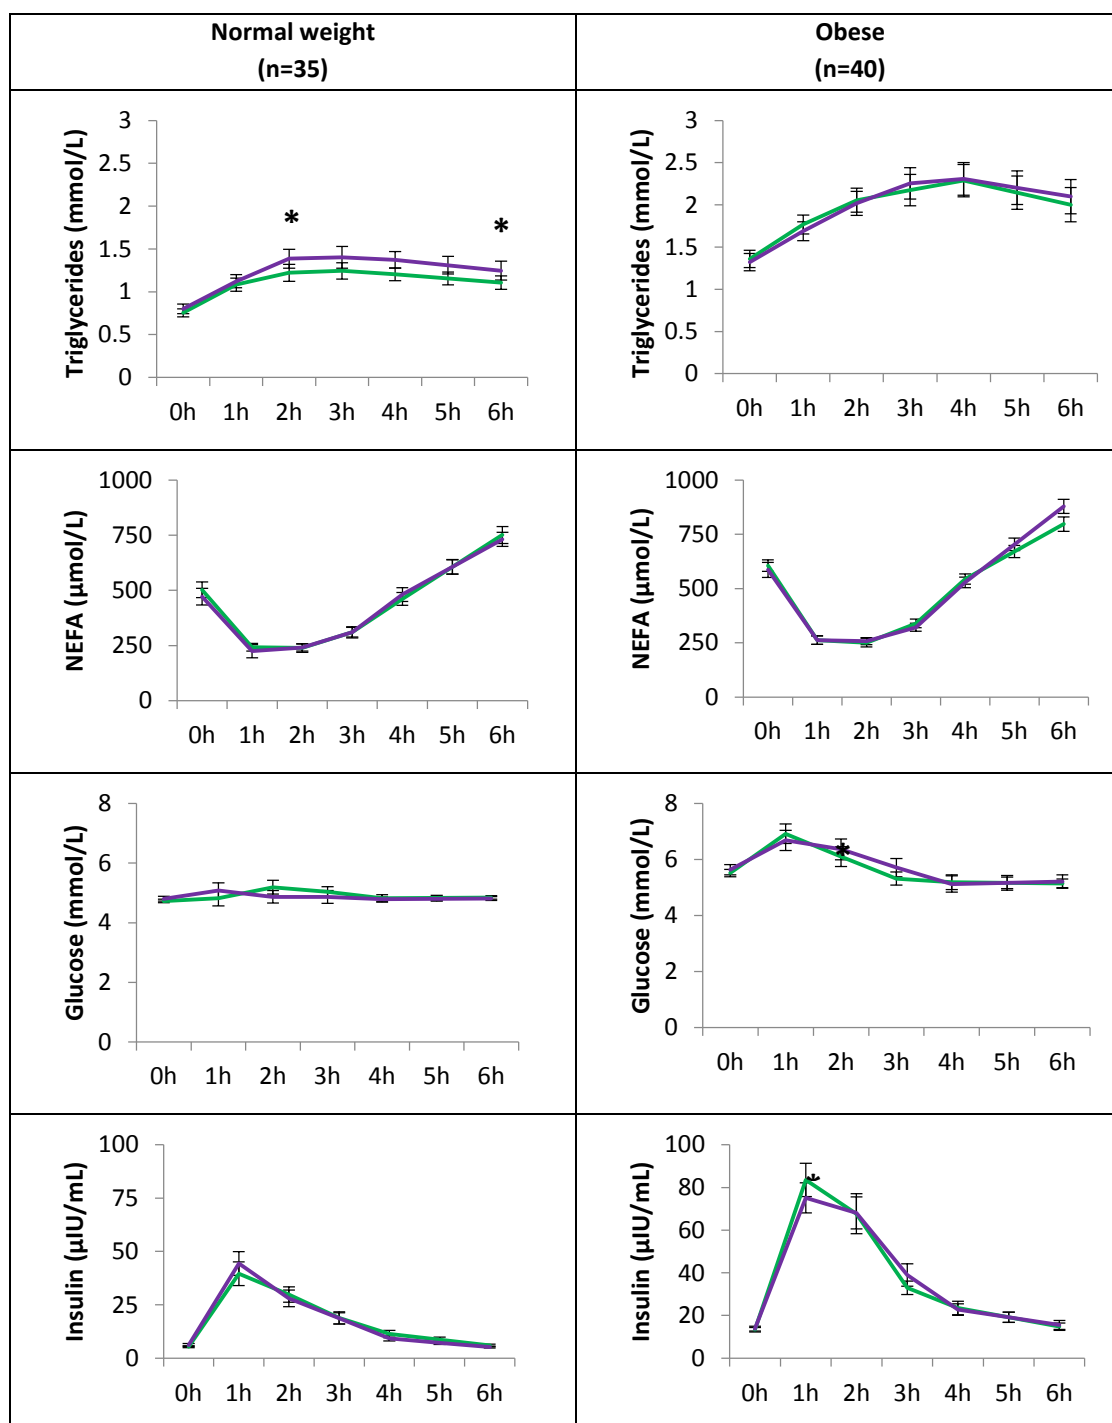 Normal weight
(n=35)
Obese
(n=40)
Triglycerides (mmol/L)
3
2.5
2
1.5
1
0.5
0
*
*
0h 1h 2h 3h 4h 5h 6h
Triglycerides (mmol/L)
3
2.5
2
1.5
1
0.5
0
0h 1h 2h 3h 4h 5h 6h
NEFA (µmol/L)
1000
750
500
250
0
0h 1h 2h 3h 4h 5h 6h
NEFA (µmol/L)
1000
750
500
250
0
0h 1h 2h 3h 4h 5h 6h
Glucose (mmol/L)
8
6
4
2
0
0h 1h 2h 3h 4h 5h 6h
Glucose (mmol/L)
8
6
4
2
0
*
0h 1h 2h 3h 4h 5h 6h
Insulin (µIU/mL)
100
75
50
25
0
0h 1h 2h 3h 4h 5h 6h
Insulin (µIU/mL)
100
80
60
40
20
0
*
0h 1h 2h 3h 4h 5h 6h